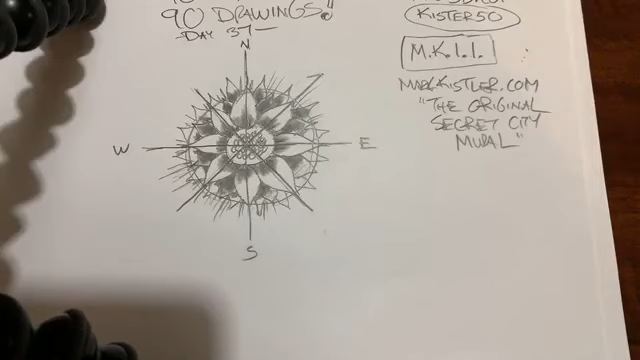 90 DRAWINGS!!
-DAY 37-
N
W
E
S
KISTER50
M.K.I.I.
MARKKISTLER.COM
"THE ORIGINAL
SECRET CITY
MURAL"